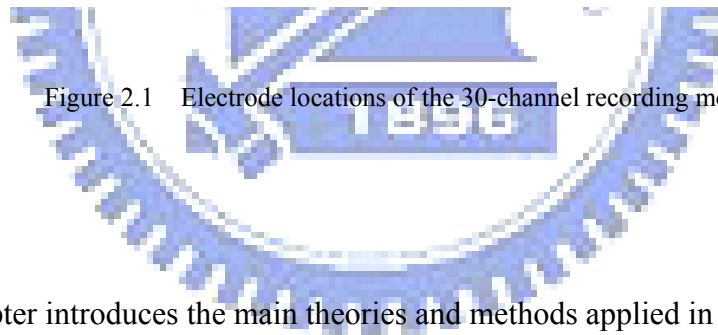 Figure 2.1 Electrode locations of the 30-channel recording
1896
introduces the main theories and methods applied in